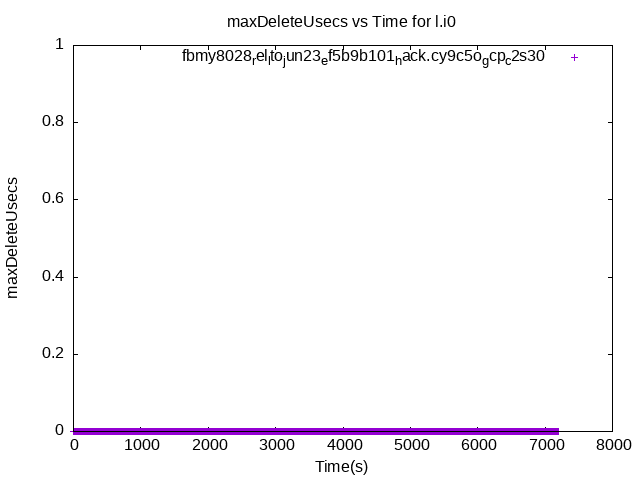 maxDeleteUsecs vs Time for l.i0
fbmy8028relltojun23ef5b9b101hack.cy9c5ogcpc2s30
maxDeleteUsecs
1
0.8
0.6
0.4
0.2
0
0 1000 2000 3000 4000 5000 6000 7000 8000
Time(s)